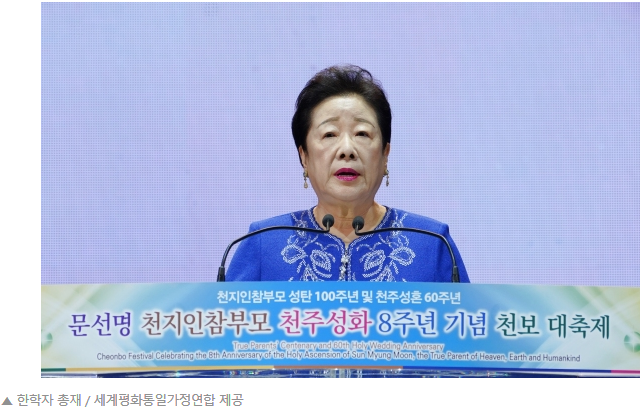 천지인참부모 성탄 100주년 및 천주성혼 60주년
문선명 천지인참부모 천주성화 8주년 기념 천보 대축제
True Parents' Centenary and 60th Holy Wedding Anniversary
Cheonbo Festival Celebrating the 8th Anniversary of the Holy Ascension of Sun Myung Moon, the True Parent of Heaven, Earth and Humankind
▲ 한학자 총재 / 세계평화통일가정연합 제공